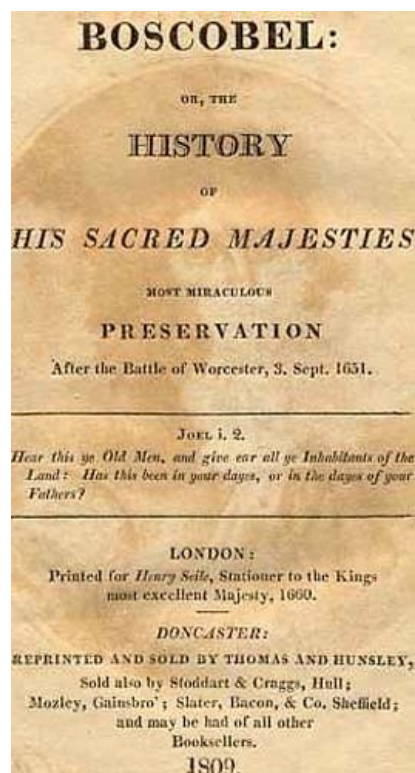 BOSCOBEL:
OR, THE
HISTORY
OF
HIS SACRED MAJESTIES
MOST MIRACULOUS
PRESERVATION
After the Battle of Worcester, 3. Sept. 1651.
JOEL i. 2.
Hear this ye Old Men, and give ear all ye Inhabitants of the
Land: Has this been in your dayes, or in the dayes of your
Fathers?
LONDON:
Printed for Henry Seile, Stationer to the Kings
most excellent Majesty, 1660.
DONCASTER:
REPRINTED AND SOLD BY THOMAS AND HUNSLEY,
Sold also by Stoddart & Craggs, Hull;
Mozley, Gainsbro'; Slater, Bacon, & Co. Sheffield;
and may be had of all other
Booksellers.
1809.